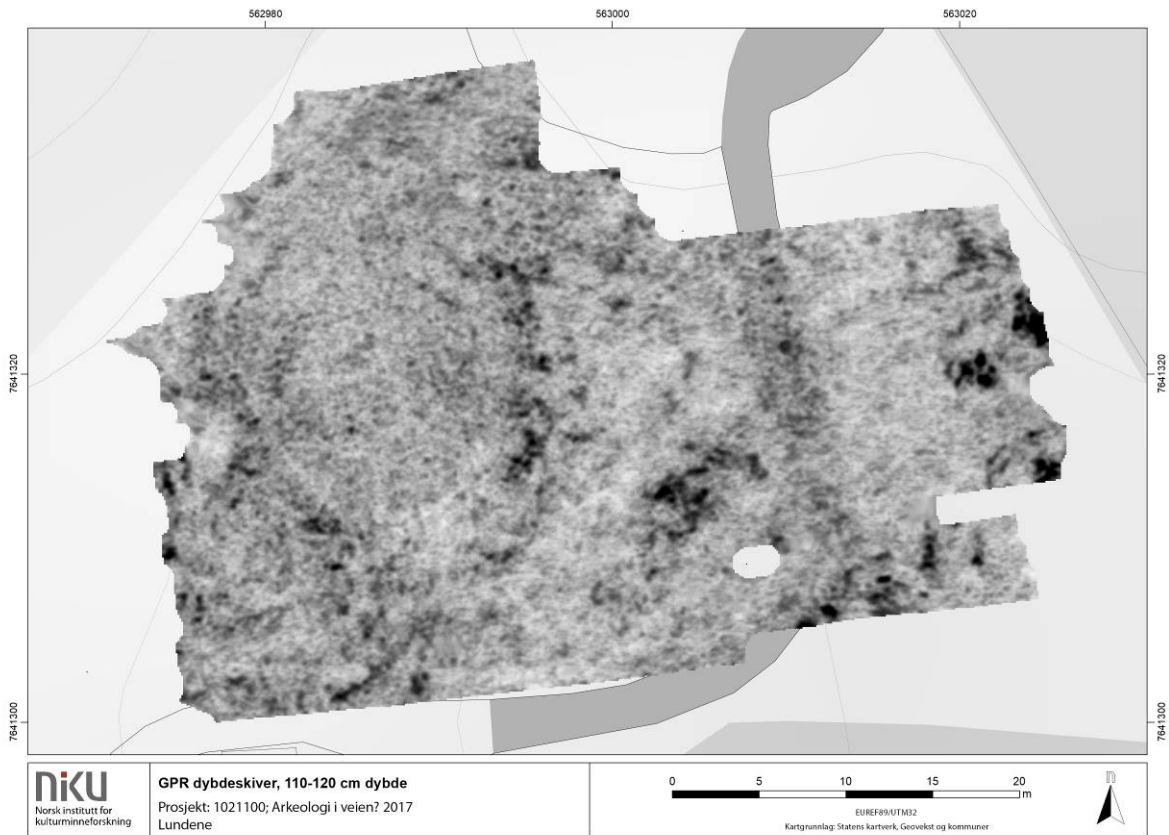 562980 563000 563020
7641320 7641320
7641300 7641300
niku
Norsk institutt for
kulturminneforskning
GPR dybdeskiver, 110-120 cm dybde
Prosjekt: 1021100; Arkeologi i veien? 2017
Lundene
0 5 10 15 20
m
EUREF89/UTM32
Kartgrunnlag: Statens kartverk, Geovekst og kommuner
n